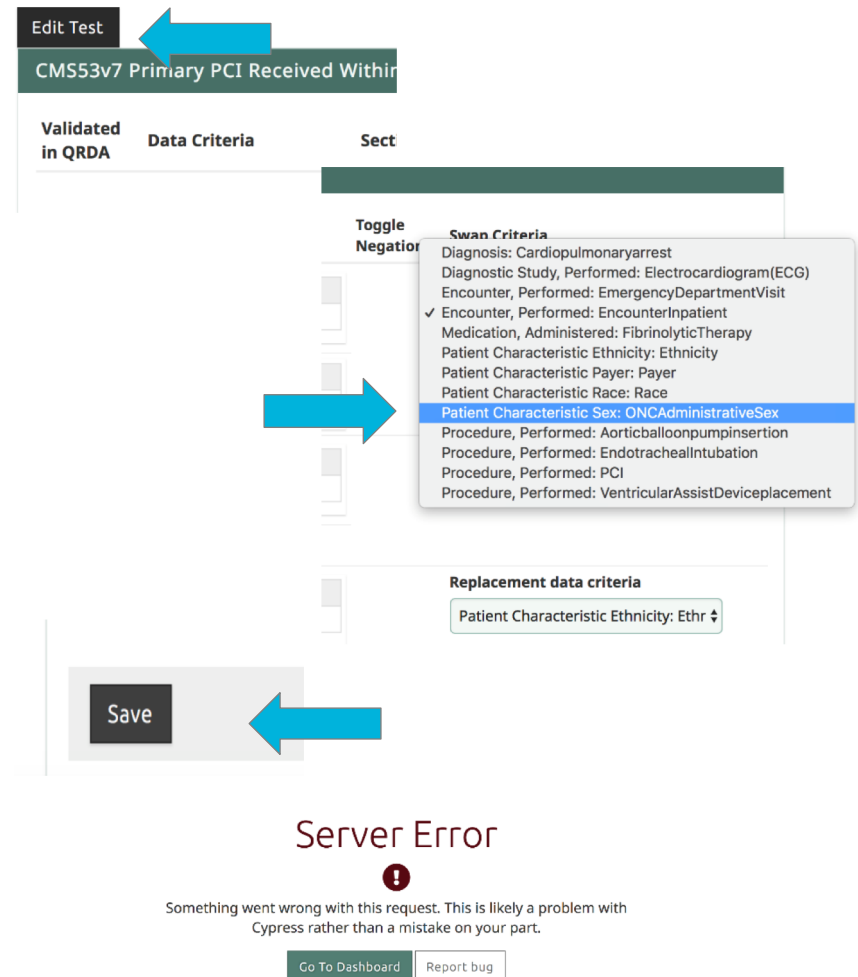 Edit Test
CMS53v7 Primary PCI Received Within
Validated
in QRDA
Data Criteria
Secti
Toggle
Negation
Swap Criteria
Diagnosis: Cardiopulmonaryarrest
Diagnostic Study, Performed: Electrocardiogram(ECG)
Encounter, Performed: EmergencyDepartmentVisit
✓ Encounter, Performed: EncounterInpatient
Medication, Administered: FibrinolyticTherapy
Patient Characteristic Ethnicity: Ethnicity
Patient Characteristic Payer: Payer
Patient Characteristic Race: Race
Patient Characteristic Sex: ONCAdministrativeSex
Procedure, Performed: Aorticballoonpumpinsertion
Procedure, Performed: EndotrachealIntubation
Procedure, Performed: PCI
Procedure, Performed: VentricularAssistDeviceplacement
Replacement data criteria
Patient Characteristic Ethnicity: Ethr
Save
Server Error
Something went wrong with this request. This is likely a problem with
Cypress rather than a mistake on your part.
Go To Dashboard
Report bug